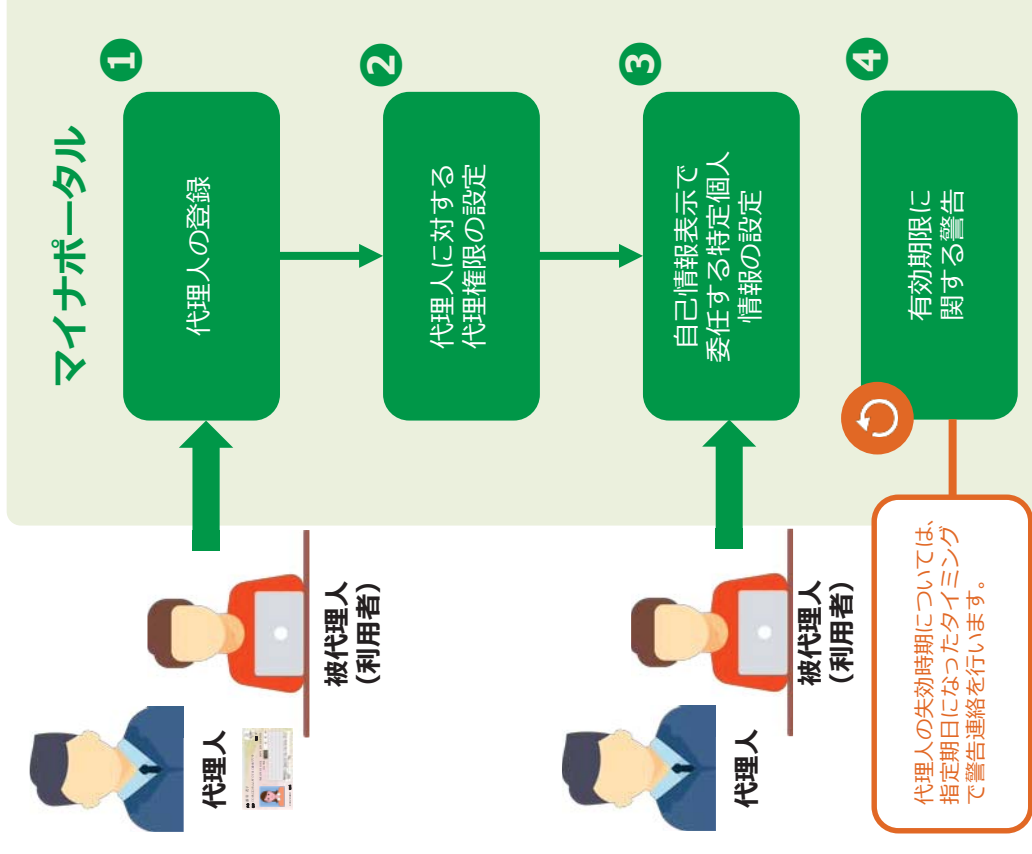 マイナポータル
❶
代理人の登録
❷
代理人に対する
代理権限の設定
❸
自己情報表示で
委任する特定個人
情報の設定
❹
有効期限に
関する警告
代理人
被代理人
（利用者）
代理人
被代理人
（利用者）
代理人の失効時期については、
指定期日になったタイミング
で警告連絡を行います。